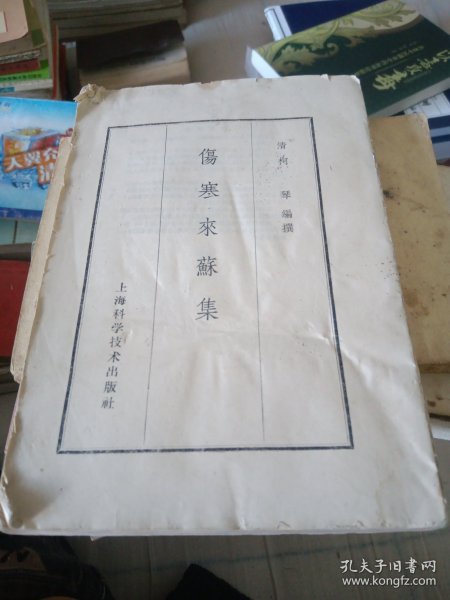 清 柯 琴 編撰
傷寒來蘇集
上海科学技术出版社
孔夫子旧书网
www.kongfz.com